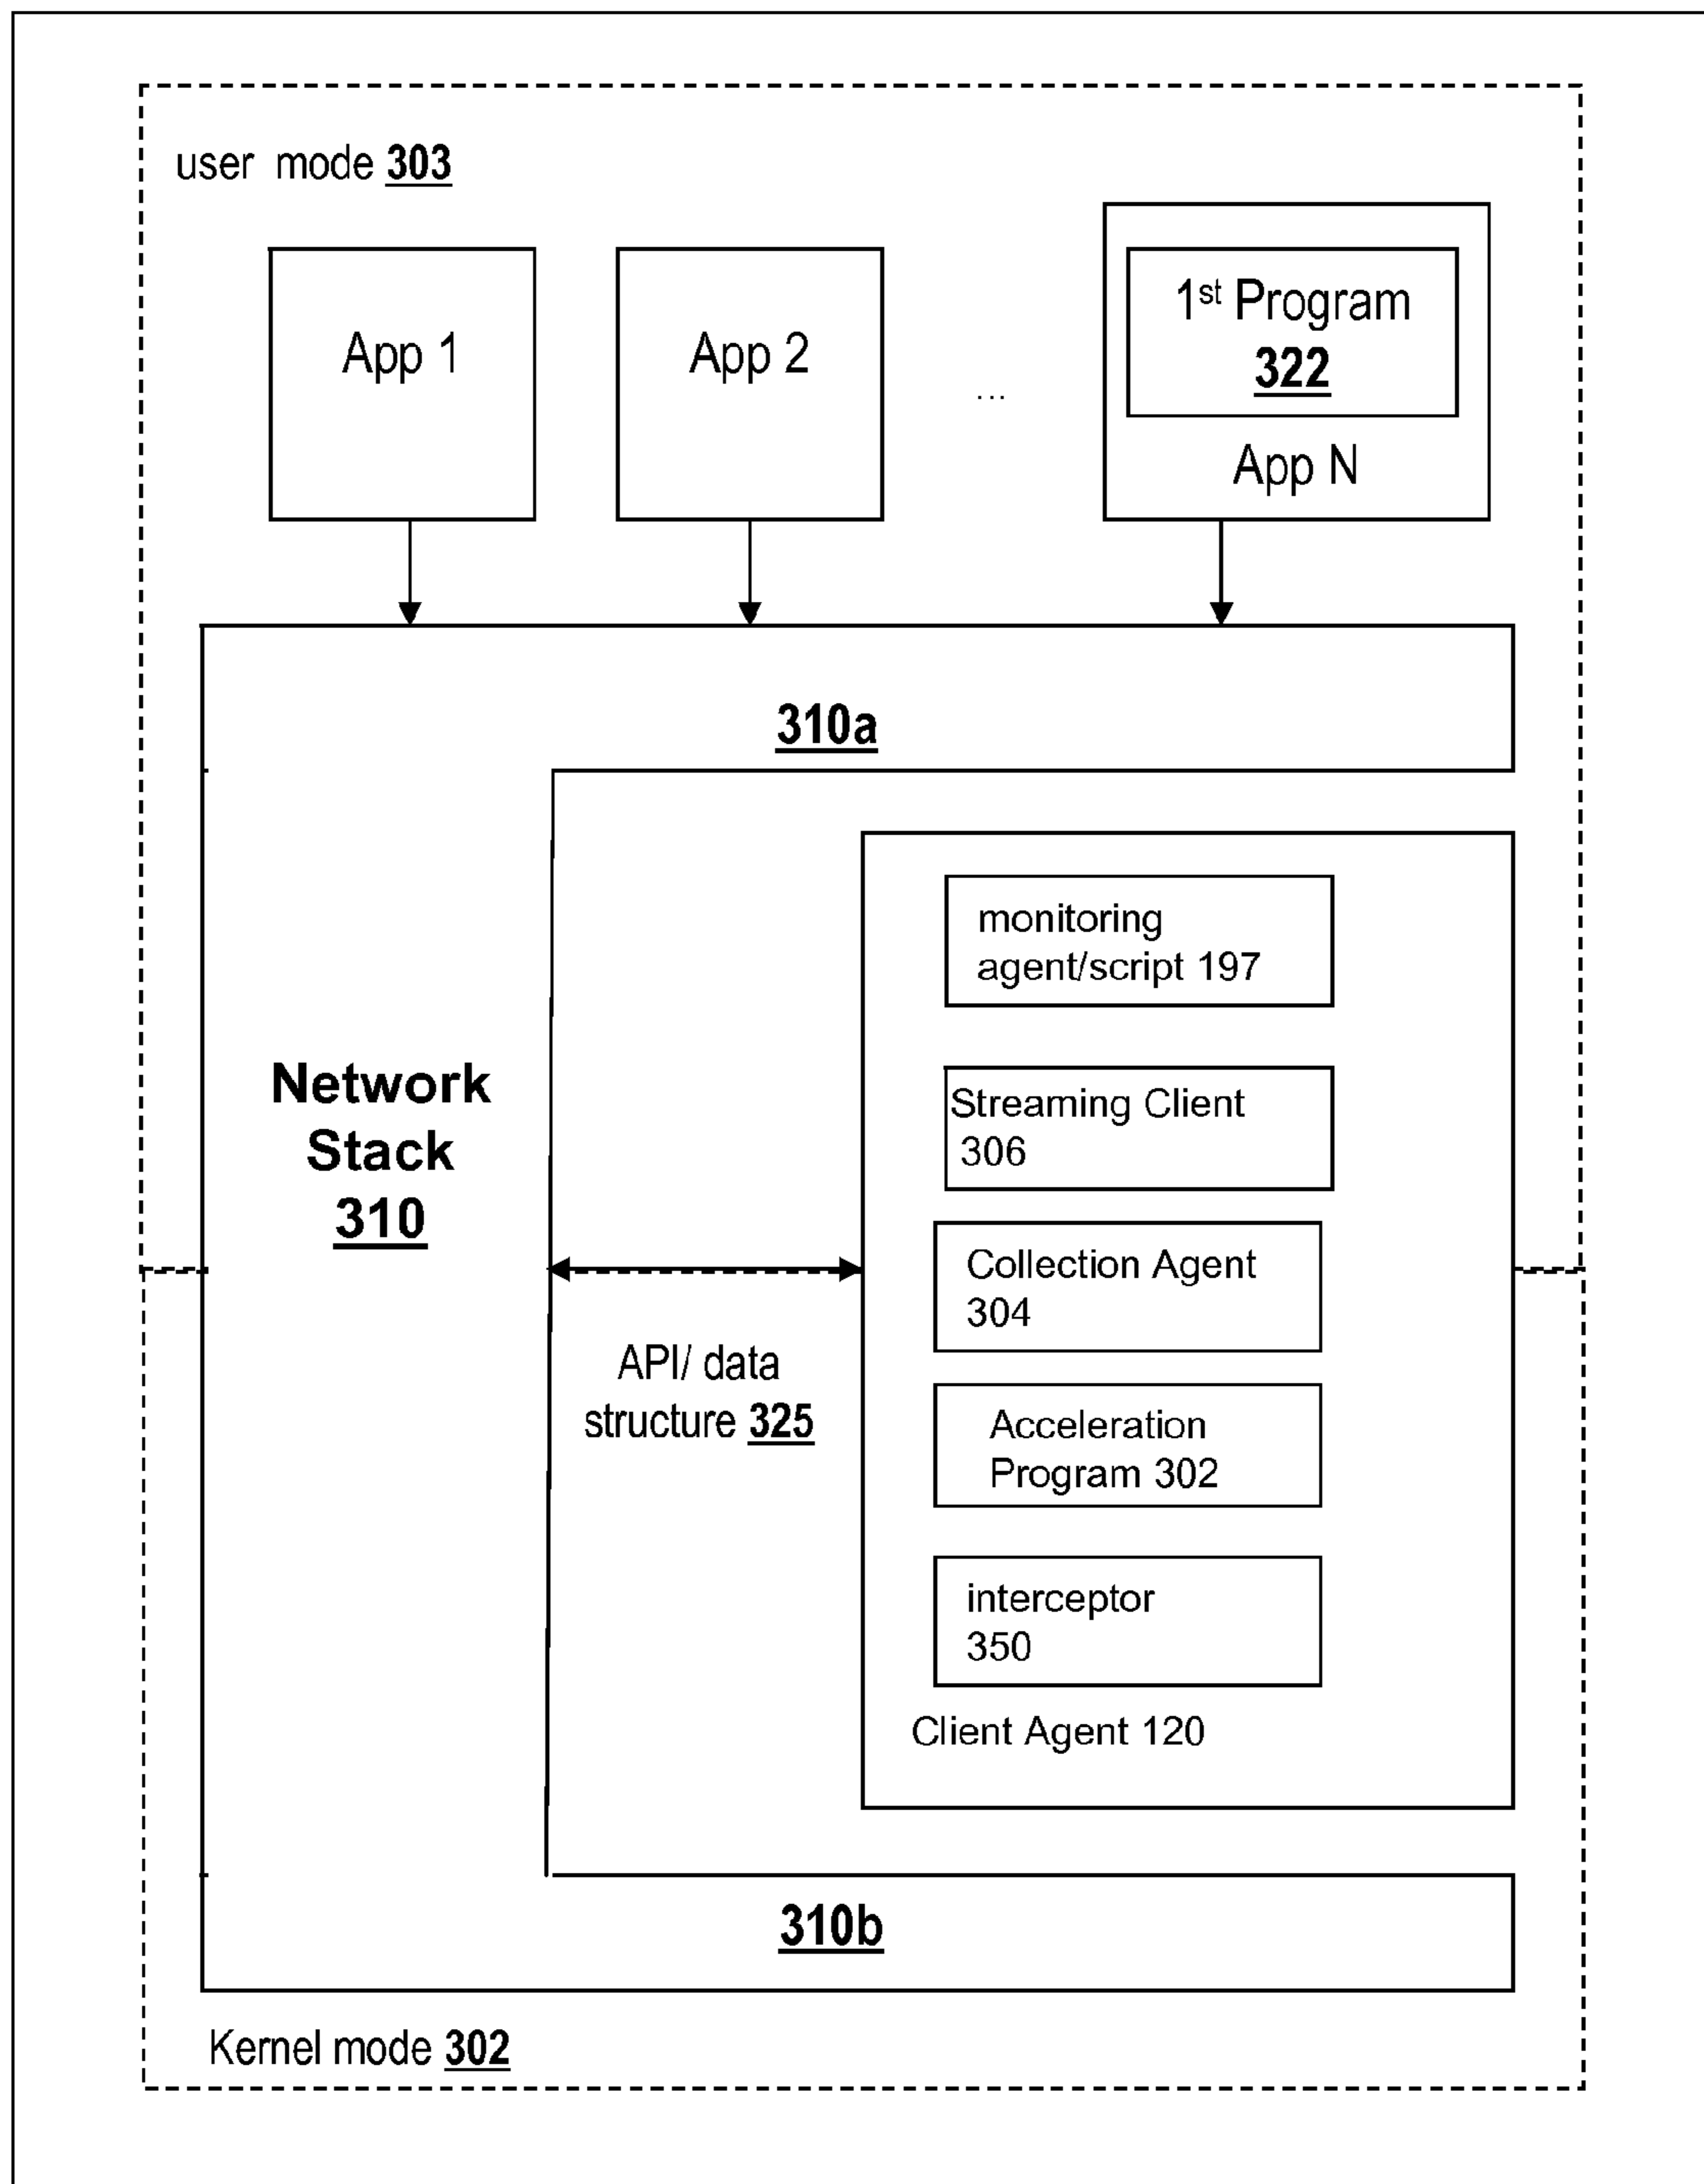 user mode 303
App 1
App 2
...
1st Program
322
App N
310a
Network
Stack
310
API/ data
structure 325
monitoring
agent/script 197
Streaming Client
306
Collection Agent
304
Acceleration
Program 302
interceptor
350
Client Agent 120
310b
Kernel mode 302